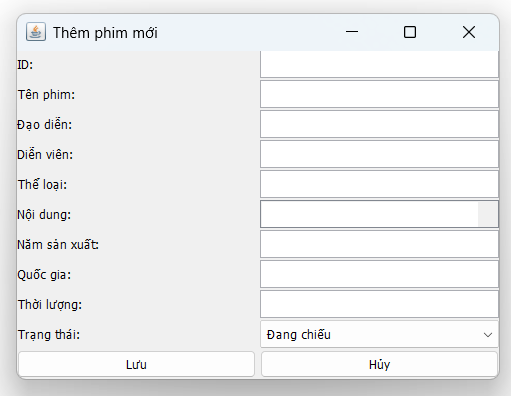 Thêm phim mới
ID:
Tên phim:
Đạo diễn:
Diễn viên:
Thể loại:
Nội dung:
Năm sản xuất:
Quốc gia:
Thời lượng:
Trạng thái: Đang chiếu
Lưu Hủy